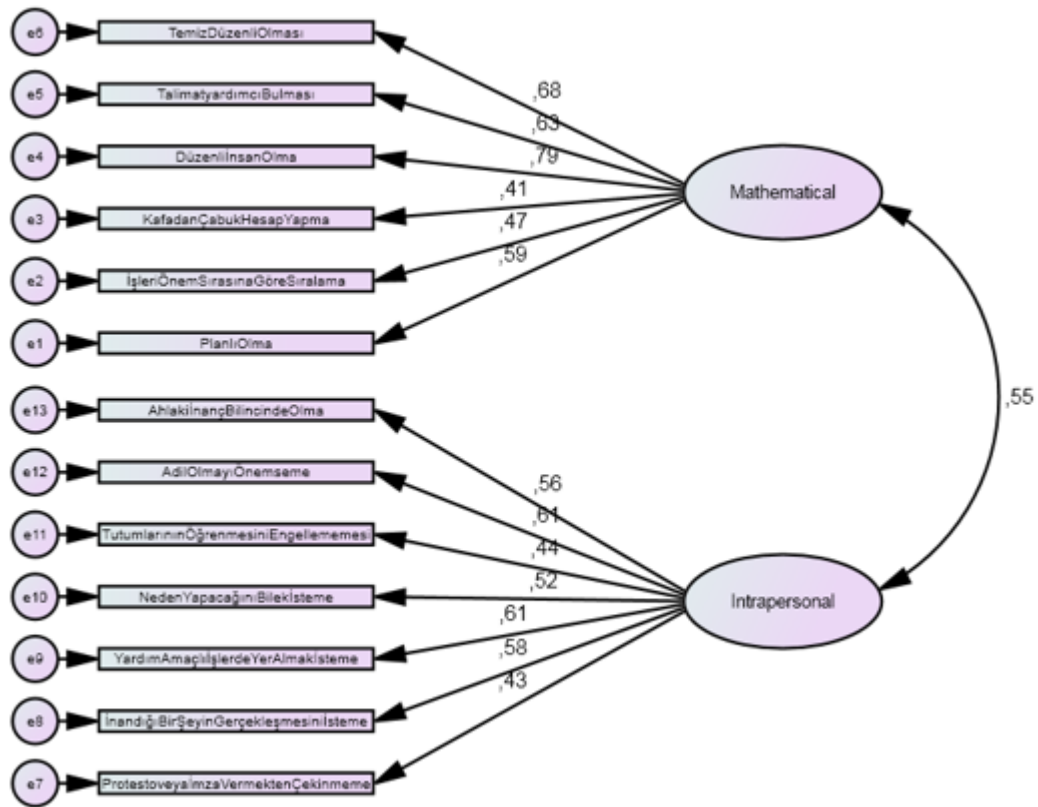 e6 TemizDüzenliOlması
,68
e5 TalimatyardımcıBulması
,63
e4 DüzenliİnsanOlma
,79
e3 KafadanÇabukHesapYapma
,41
Mathematical
e2 İşleriÖnemSırasınaGöreSıralama
,47
e1 PlanlıOlma
,59
,55
e13 AhlakiİnançBilincindeOlma
,56
e12 AdilOlmayıÖnemseme
,61
e11 TutumlarınınÖğrenmesiniEngellememesi
,44
e10 NedenYapacağınıBilekİsteme
,52
Intrapersonal
e9 YardımAmaçlıİşlerdeYerAlmakİsteme
,61
e8 İnandığıBirŞeyinGerçekleşmesiniİsteme
,58
e7 ProtestoveyaİmzaVermektenÇekinmeme
,43